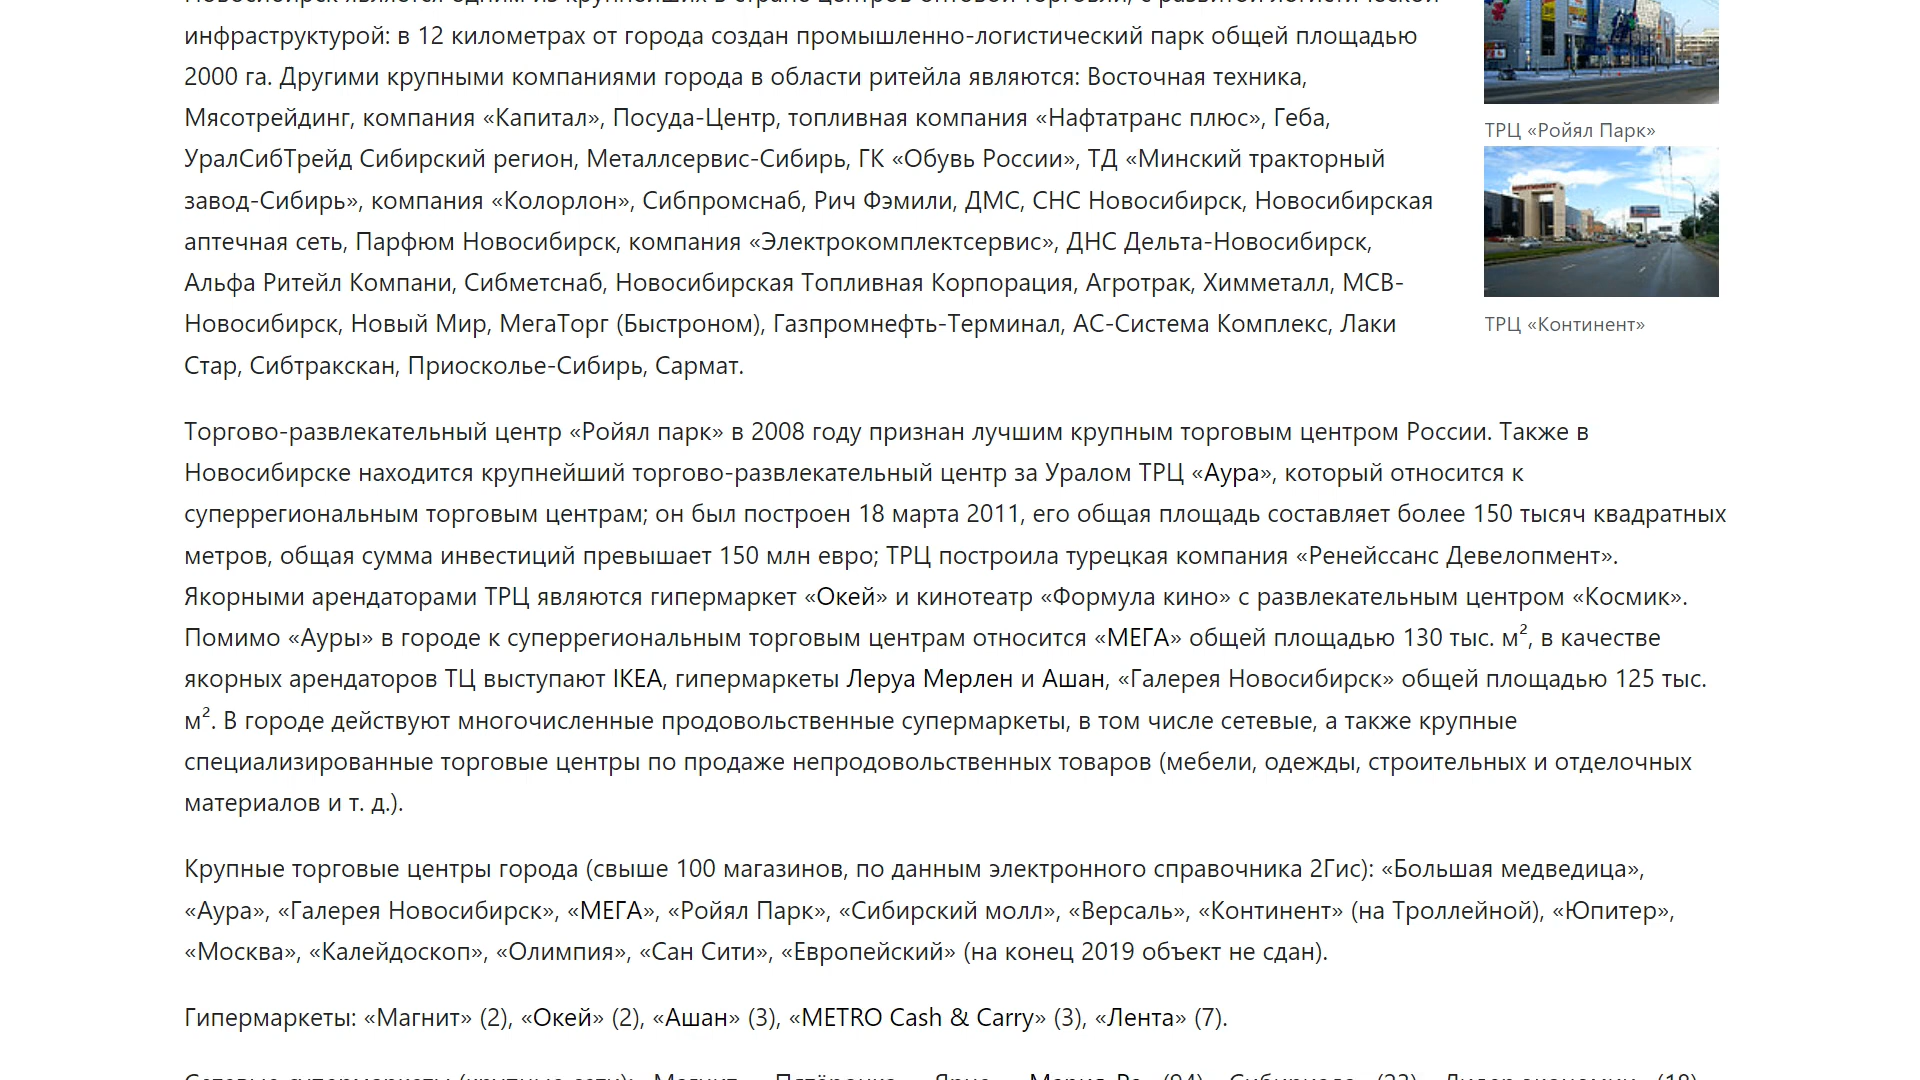 Новосибирск является одним из крупнейших в стране центров оптовой торговли, с развитой логистической
инфраструктурой: в 12 километрах от города создан промышленно-логистический парк общей площадью
2000 га. Другими крупными компаниями города в области ритейла являются: Восточная техника,
Мясотрейдинг, компания «Капитал», Посуда-Центр, топливная компания «Нафтатранс плюс», Геба,
УралСибТрейд Сибирский регион, Металлсервис-Сибирь, ГК «Обувь России», ТД «Минский тракторный
завод-Сибирь», компания «Колорлон», Сибпромснаб, Рич Фэмили, ДМС, СНС Новосибирск, Новосибирская
аптечная сеть, Парфюм Новосибирск, компания «Электрокомплектсервис», ДНС Дельта-Новосибирск,
Альфа Ритейл Компани, Сибметснаб, Новосибирская Топливная Корпорация, Агротрак, Химметалл, МСВ-
Новосибирск, Новый Мир, МегаТорг (Быстроном), Газпромнефть-Терминал, АС-Система Комплекс, Лаки
Стар, Сибтракскан, Приосколье-Сибирь, Сармат.
ТРЦ «Ройял Парк»
КОНТИНЕНТ
ТРЦ «Континент»
Торгово-развлекательный центр «Ройял парк» в 2008 году признан лучшим крупным торговым центром России. Также в
Новосибирске находится крупнейший торгово-развлекательный центр за Уралом ТРЦ «Аура», который относится к
суперрегиональным торговым центрам; он был построен 18 марта 2011, его общая площадь составляет более 150 тысяч квадратных
метров, общая сумма инвестиций превышает 150 млн евро; ТРЦ построила турецкая компания «Ренейссанс Девелопмент».
Якорными арендаторами ТРЦ являются гипермаркет «Окей» и кинотеатр «Формула кино» с развлекательным центром «Космик».
Помимо «Ауры» в городе к суперрегиональным торговым центрам относится «МЕГА» общей площадью 130 тыс. м², в качестве
якорных арендаторов ТЦ выступают IKEA, гипермаркеты Леруа Мерлен и Ашан, «Галерея Новосибирск» общей площадью 125 тыс.
м². В городе действуют многочисленные продовольственные супермаркеты, в том числе сетевые, а также крупные
специализированные торговые центры по продаже непродовольственных товаров (мебели, одежды, строительных и отделочных
материалов и т. д.).
Крупные торговые центры города (свыше 100 магазинов, по данным электронного справочника 2Гис): «Большая медведица»,
«Аура», «Галерея Новосибирск», «МЕГА», «Ройял Парк», «Сибирский молл», «Версаль», «Континент» (на Троллейной), «Юпитер»,
«Москва», «Калейдоскоп», «Олимпия», «Сан Сити», «Европейский» (на конец 2019 объект не сдан).
Гипермаркеты: «Магнит» (2), «Окей» (2), «Ашан» (3), «METRO Cash & Carry» (3), «Лента» (7).